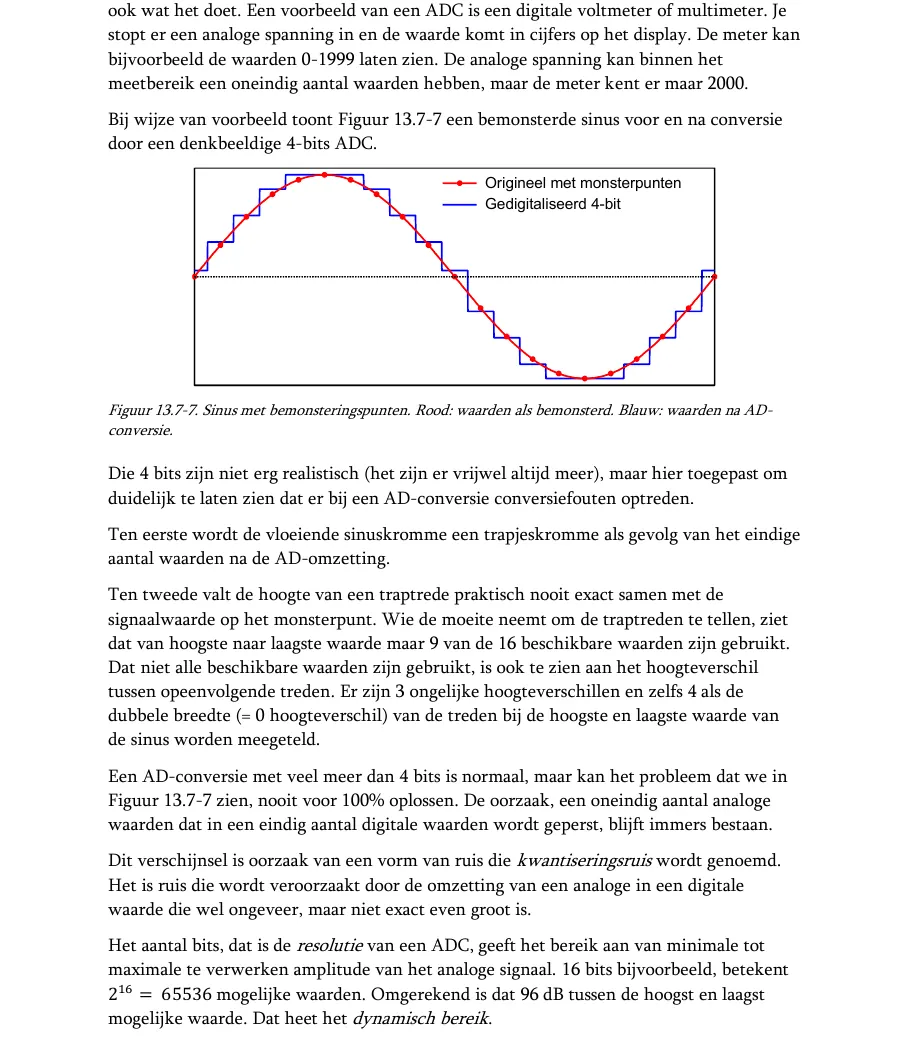 ook wat het doet. Een voorbeeld van een ADC is een digitale voltmeter of multimeter. Je
stopt er een analoge spanning in en de waarde komt in cijfers op het display. De meter kan
bijvoorbeeld de waarden 0-1999 laten zien. De analoge spanning kan binnen het
meetbereik een oneindig aantal waarden hebben, maar de meter kent er maar 2000.
Bij wijze van voorbeeld toont Figuur 13.7-7 een bemonsterde sinus voor en na conversie
door een denkbeeldige 4-bits ADC.
Origineel met monsterpunten
Gedigitaliseerd 4-bit
Figuur 13.7-7. Sinus met bemonsteringspunten. Rood: waarden als bemonsterd. Blauw: waarden na AD-
conversie.
Die 4 bits zijn niet erg realistisch (het zijn er vrijwel altijd meer), maar hier toegepast om
duidelijk te laten zien dat er bij een AD-conversie conversiefouten optreden.
Ten eerste wordt de vloeiende sinuskromme een trapjeskromme als gevolg van het eindige
aantal waarden na de AD-omzetting.
Ten tweede valt de hoogte van een traptrede praktisch nooit exact samen met de
signaalwaarde op het monsterpunt. Wie de moeite neemt om de traptreden te tellen, ziet
dat van hoogste naar laagste waarde maar 9 van de 16 beschikbare waarden zijn gebruikt.
Dat niet alle beschikbare waarden zijn gebruikt, is ook te zien aan het hoogteverschil
tussen opeenvolgende treden. Er zijn 3 ongelijke hoogteverschillen en zelfs 4 als de
dubbele breedte (= 0 hoogteverschil) van de treden bij de hoogste en laagste waarde van
de sinus worden meegeteld.
Een AD-conversie met veel meer dan 4 bits is normaal, maar kan het probleem dat we in
Figuur 13.7-7 zien, nooit voor 100% oplossen. De oorzaak, een oneindig aantal analoge
waarden dat in een eindig aantal digitale waarden wordt geperst, blijft immers bestaan.
Dit verschijnsel is oorzaak van een vorm van ruis die kwantiseringsruis wordt genoemd.
Het is ruis die wordt veroorzaakt door de omzetting van een analoge in een digitale
waarde die wel ongeveer, maar niet exact even groot is.
Het aantal bits, dat is de resolutie van een ADC, geeft het bereik aan van minimale tot
maximale te verwerken amplitude van het analoge signaal. 16 bits bijvoorbeeld, betekent
2¹⁶ = 65536 mogelijke waarden. Omgerekend is dat 96 dB tussen de hoogst en laagst
mogelijke waarde. Dat heet het dynamisch bereik.